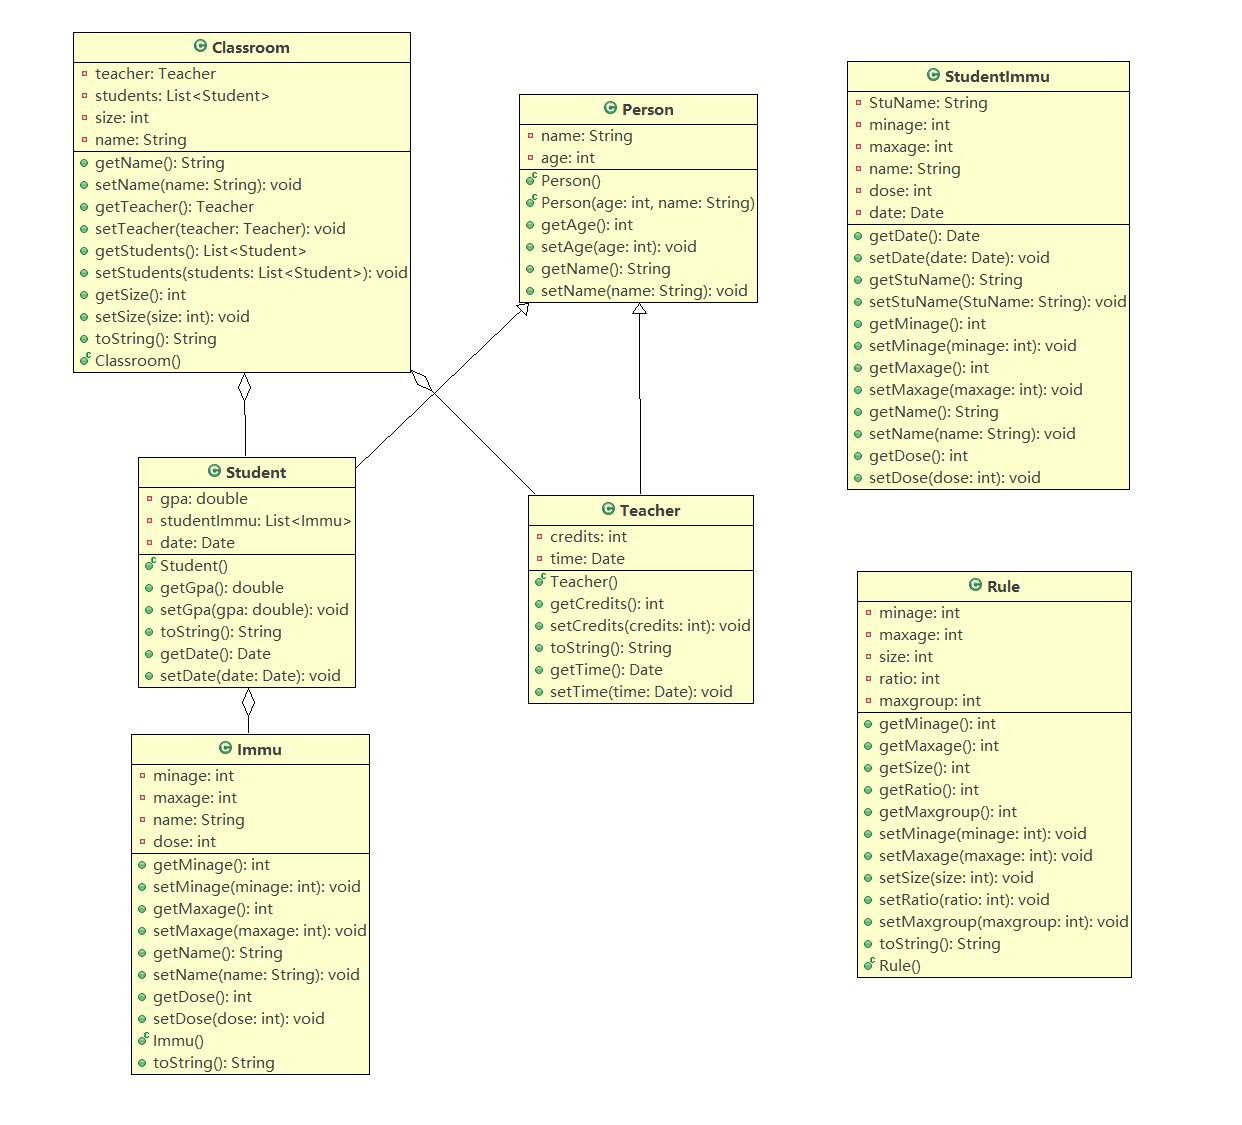 Classroom
teacher: Teacher
students: List<Student>
size: int
name: String
getName(): String
setName(name: String): void
getTeacher(): Teacher
setTeacher(teacher: Teacher): void
getStudents(): List<Student>
setStudents(students: List<Student>): void
getSize(): int
setSize(size: int): void
toString(): String
Classroom()
Person
name: String
age: int
Person()
Person(age: int, name: String)
getAge(): int
setAge(age: int): void
getName(): String
setName(name: String): void
StudentImmu
StuName: String
minage: int
maxage: int
name: String
dose: int
date: Date
getDate(): Date
setDate(date: Date): void
getStuName(): String
setStuName(StuName: String): void
getMinage(): int
setMinage(minage: int): void
getMaxage(): int
setMaxage(maxage: int): void
getName(): String
setName(name: String): void
getDose(): int
setDose(dose: int): void
Student
gpa: double
studentImmu: List<Immu>
date: Date
Student()
getGpa(): double
setGpa(gpa: double): void
toString(): String
getDate(): Date
setDate(date: Date): void
Teacher
credits: int
time: Date
Teacher()
getCredits(): int
setCredits(credits: int): void
toString(): String
getTime(): Date
setTime(time: Date): void
Rule
minage: int
maxage: int
size: int
ratio: int
maxgroup: int
getMinage(): int
getMaxage(): int
getSize(): int
getRatio(): int
getMaxgroup(): int
setMinage(minage: int): void
setMaxage(maxage: int): void
setSize(size: int): void
setRatio(ratio: int): void
setMaxgroup(maxgroup: int): void
toString(): String
Rule()
Immu
minage: int
maxage: int
name: String
dose: int
getMinage(): int
setMinage(minage: int): void
getMaxage(): int
setMaxage(maxage: int): void
getName(): String
setName(name: String): void
getDose(): int
setDose(dose: int): void
Immu()
toString(): String